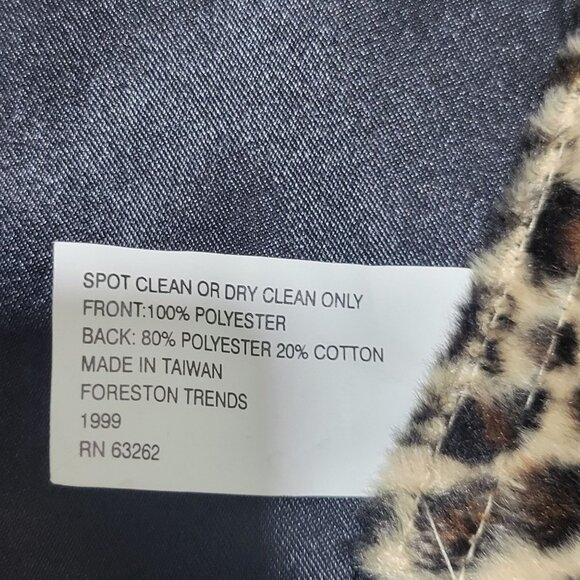 SPOT CLEAN OR DRY CLEAN ONLY
FRONT:100% POLYESTER
BACK: 80% POLYESTER 20% COTTON
MADE IN TAIWAN
FORESTON TRENDS
1999
RN 63262